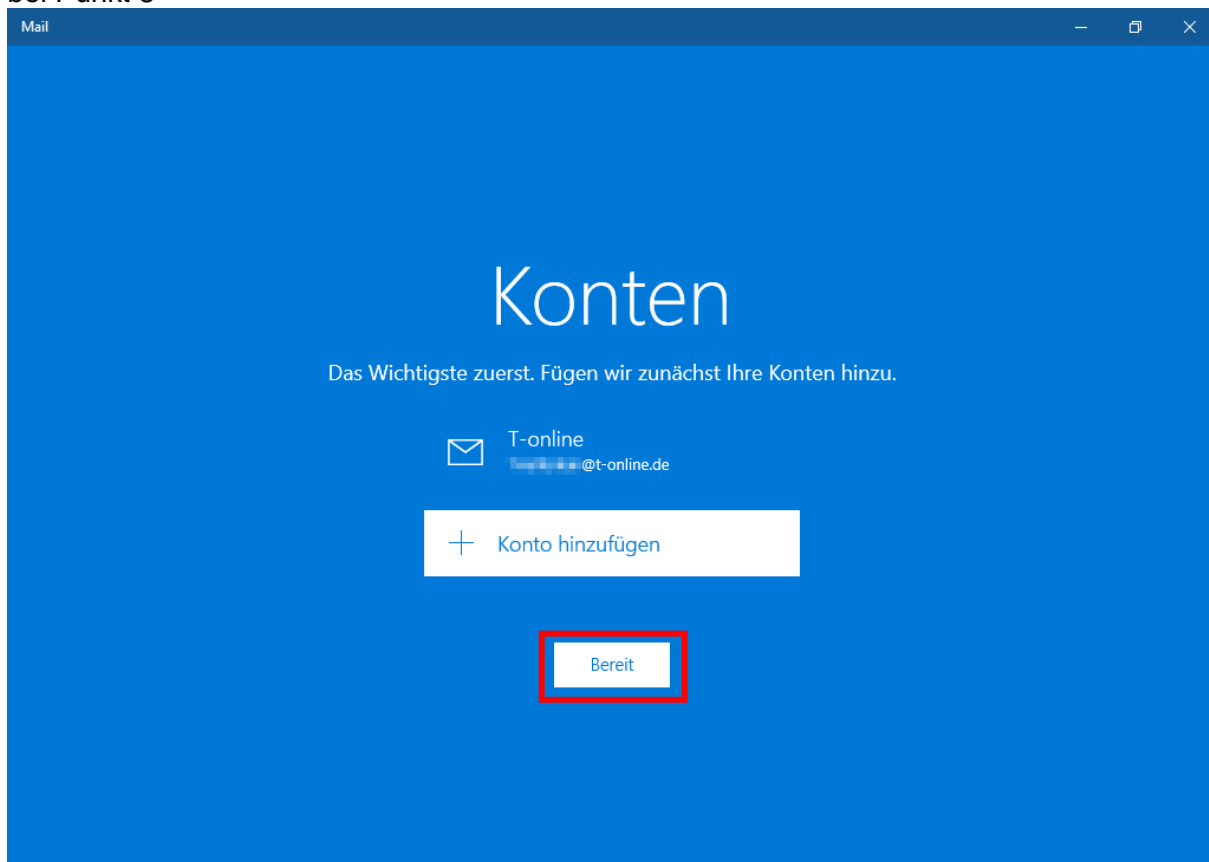 Mail
Konten
Das Wichtigste zuerst. Fügen wir zunächst Ihre Konten hinzu.
T-online
@t-online.de
Konto hinzufügen
Bereit